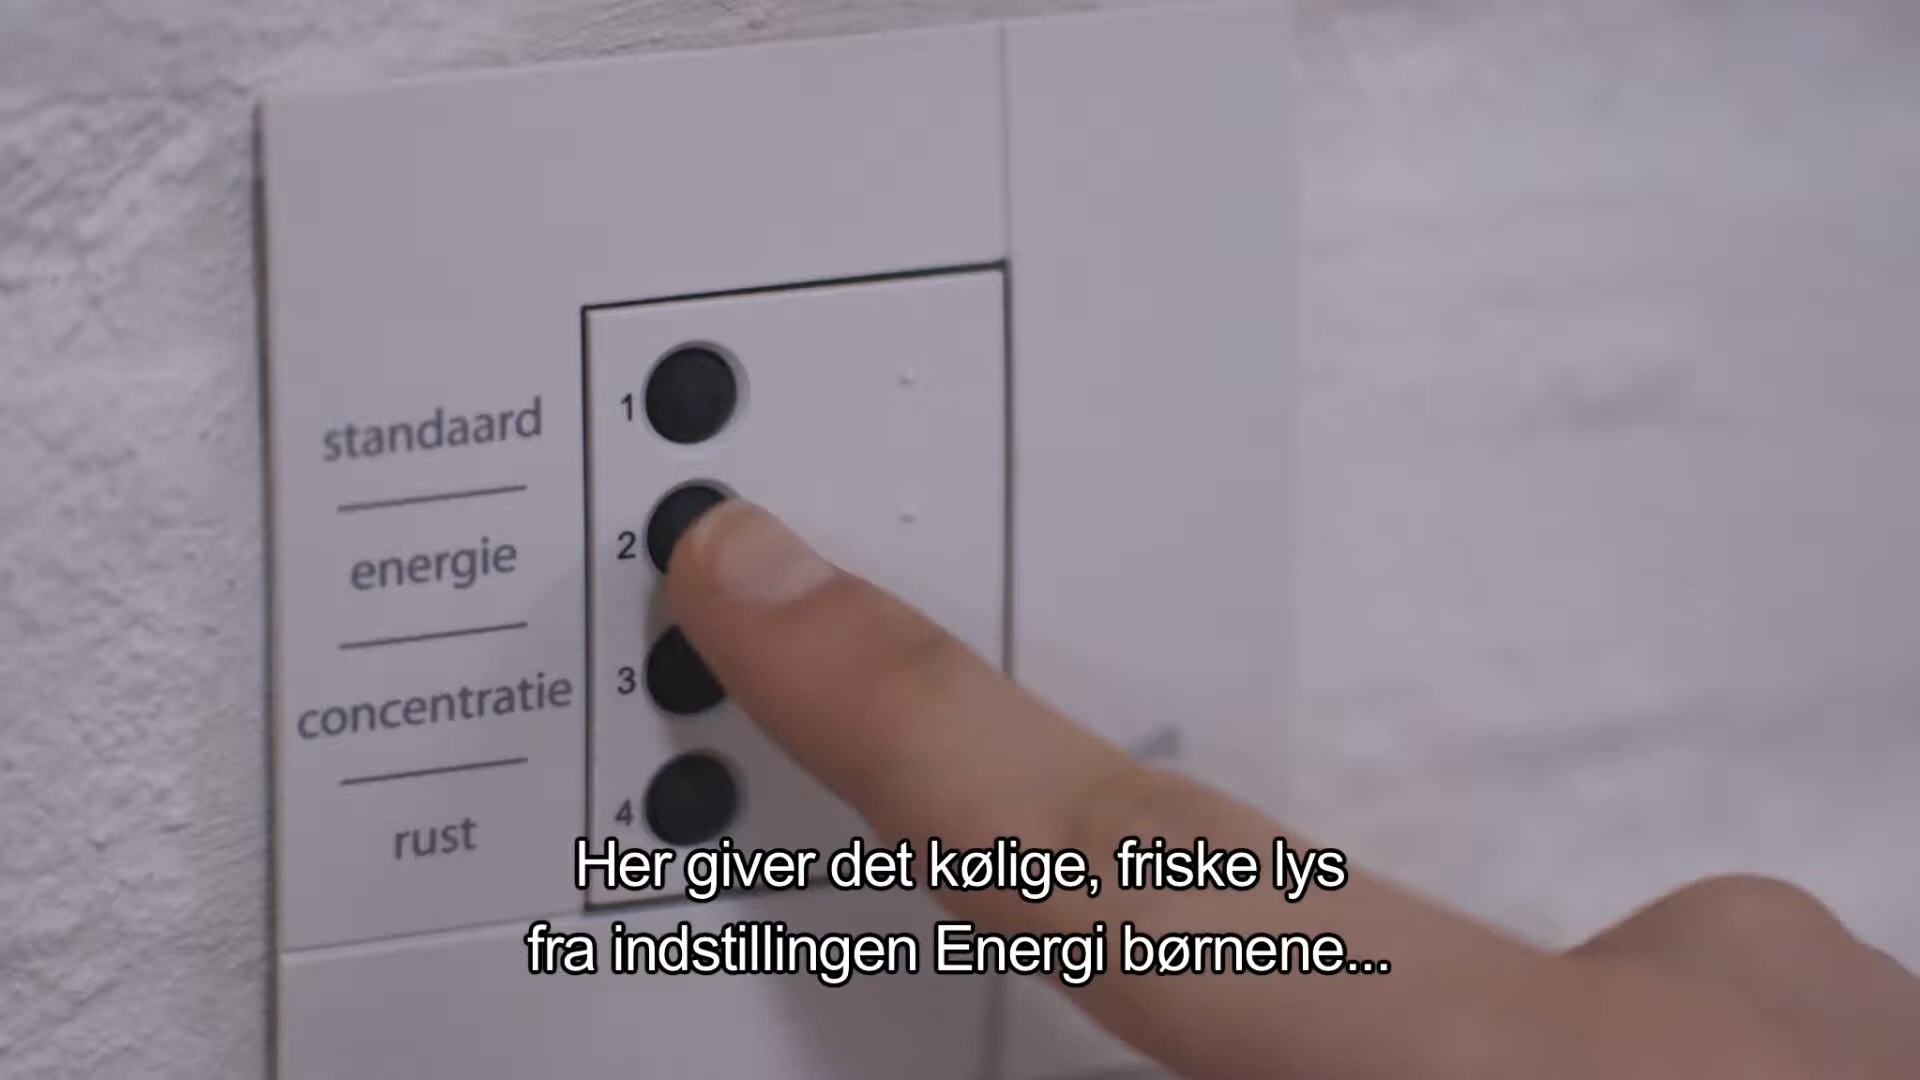 standaard
1
energie
2
concentratie
3
rust
4
Her giver det kølige, friske lys
fra indstillingen Energi børnene...